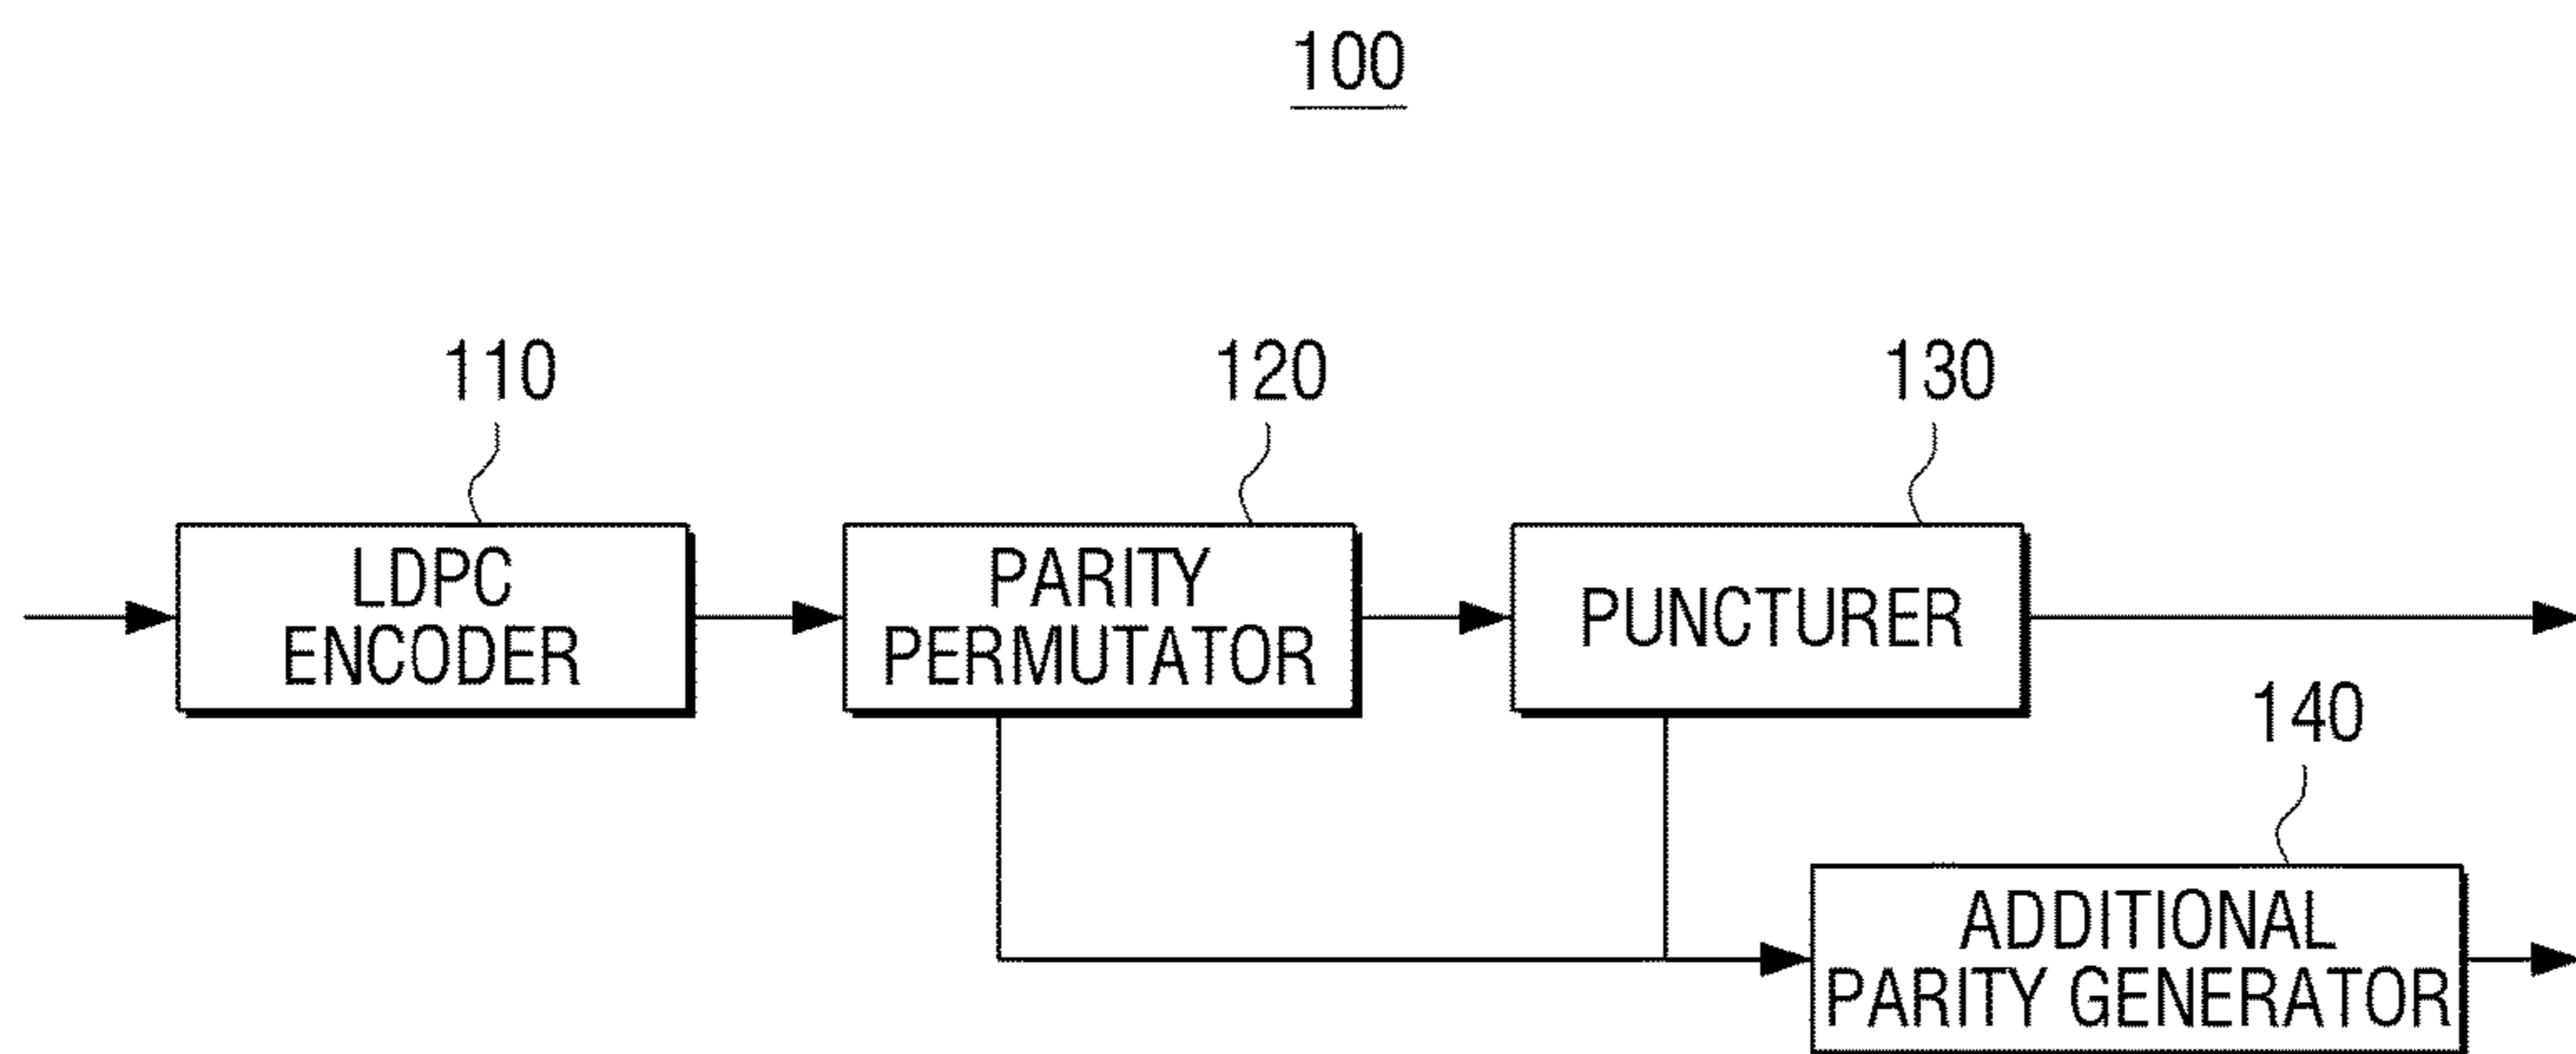 100
110
120
130
LDPC
ENCODER
PARITY
PERMUTATOR
PUNCTURER
140
ADDITIONAL
PARITY GENERATOR